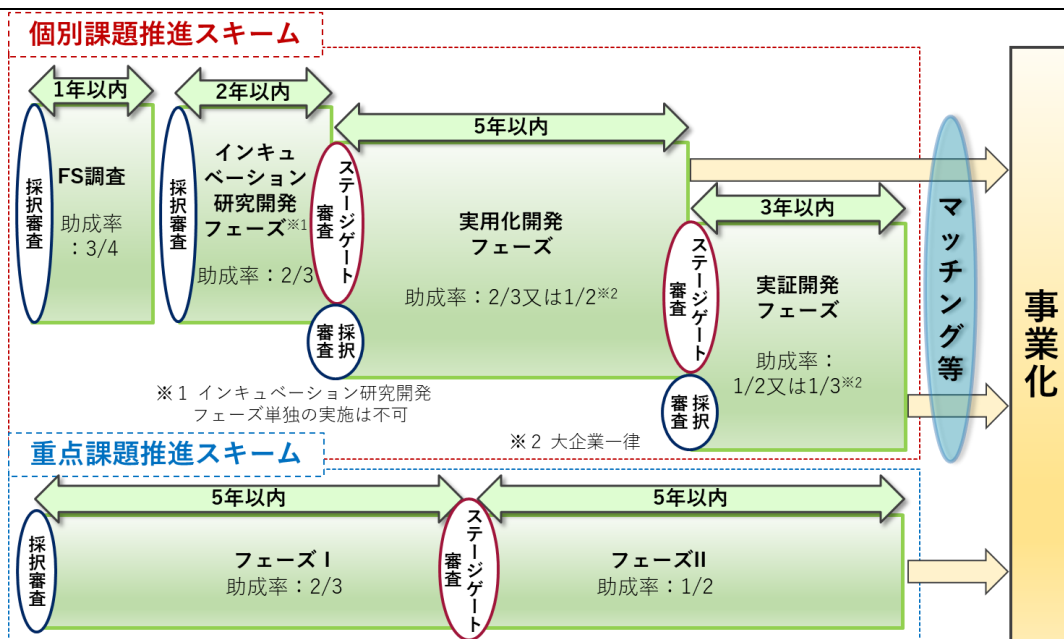 個別課題推進スキーム
1年以内
採択審査
FS調査
助成率
：3/4
2年以内
採択審査
インキュ
ベーション
研究開発
フェーズ※1
助成率：2/3
5年以内
ステージゲート
審査
採択
審査
実用化開発
フェーズ
助成率：2/3又は1/2※2
3年以内
ステージゲート
審査
採択
審査
実証開発
フェーズ
助成率：
1/2又は1/3※2
マッチング等
事業化
※１ インキュベーション研究開発
フェーズ単独の実施は不可
※２ 大企業一律
重点課題推進スキーム
5年以内
採択審査
フェーズⅠ
助成率：2/3
ステージゲート
審査
5年以内
フェーズII
助成率：1/2